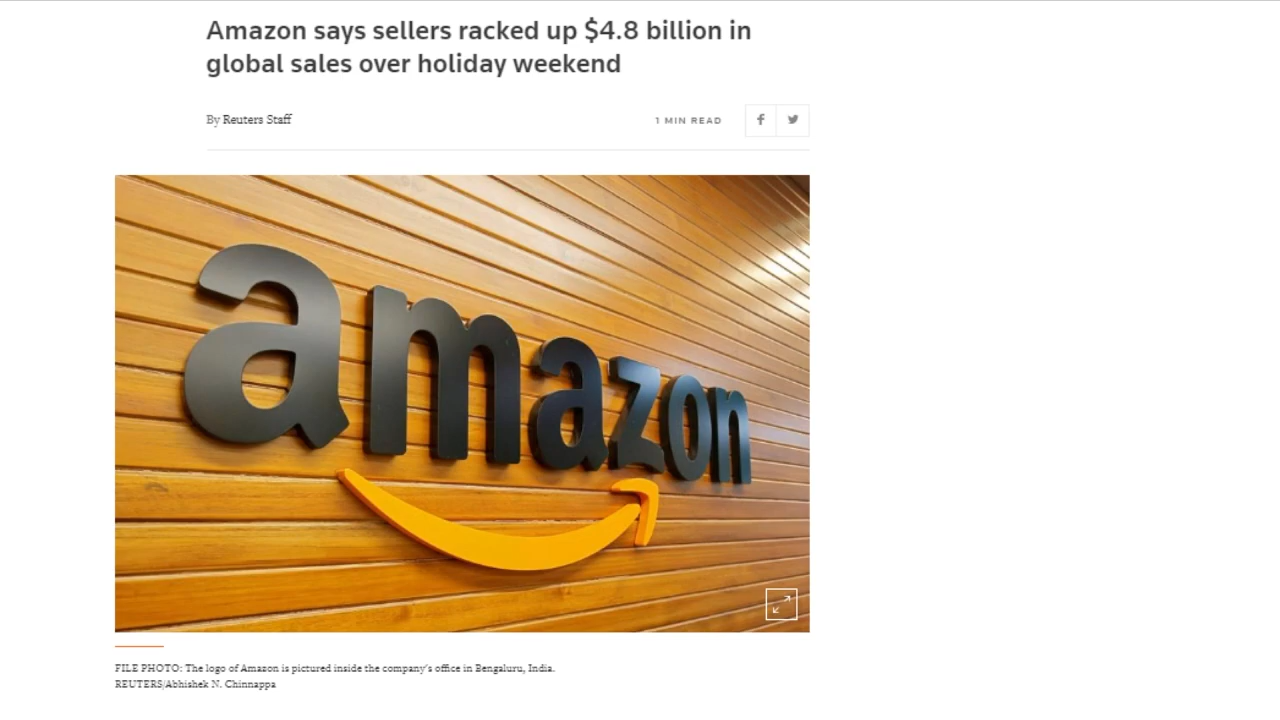 Amazon says sellers racked up $4.8 billion in
global sales over holiday weekend
By Reuters Staff
1 MIN READ
amazon
FILE PHOTO: The logo of Amazon is pictured inside the company's office in Bengaluru, India.
REUTERS/Abhishek N. Chinnappa